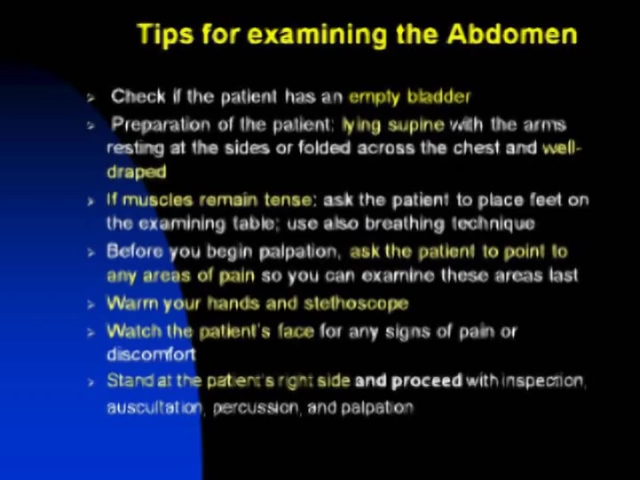 Tips for examining the Abdomen
Check if the patient has an empty bladder
Preparation of the patient: lying supine with the arms
resting at the sides or folded across the chest and well-
draped
If muscles remain tense: ask the patient to place feet on
the examining table; use also breathing technique
Before you begin palpation, ask the patient to point to
any areas of pain so you can examine these areas last
Warm your hands and stethoscope
Watch the patient's face for any signs of pain or
discomfort
Stand at the patient's right side and proceed with inspection,
auscultation, percussion, and palpation